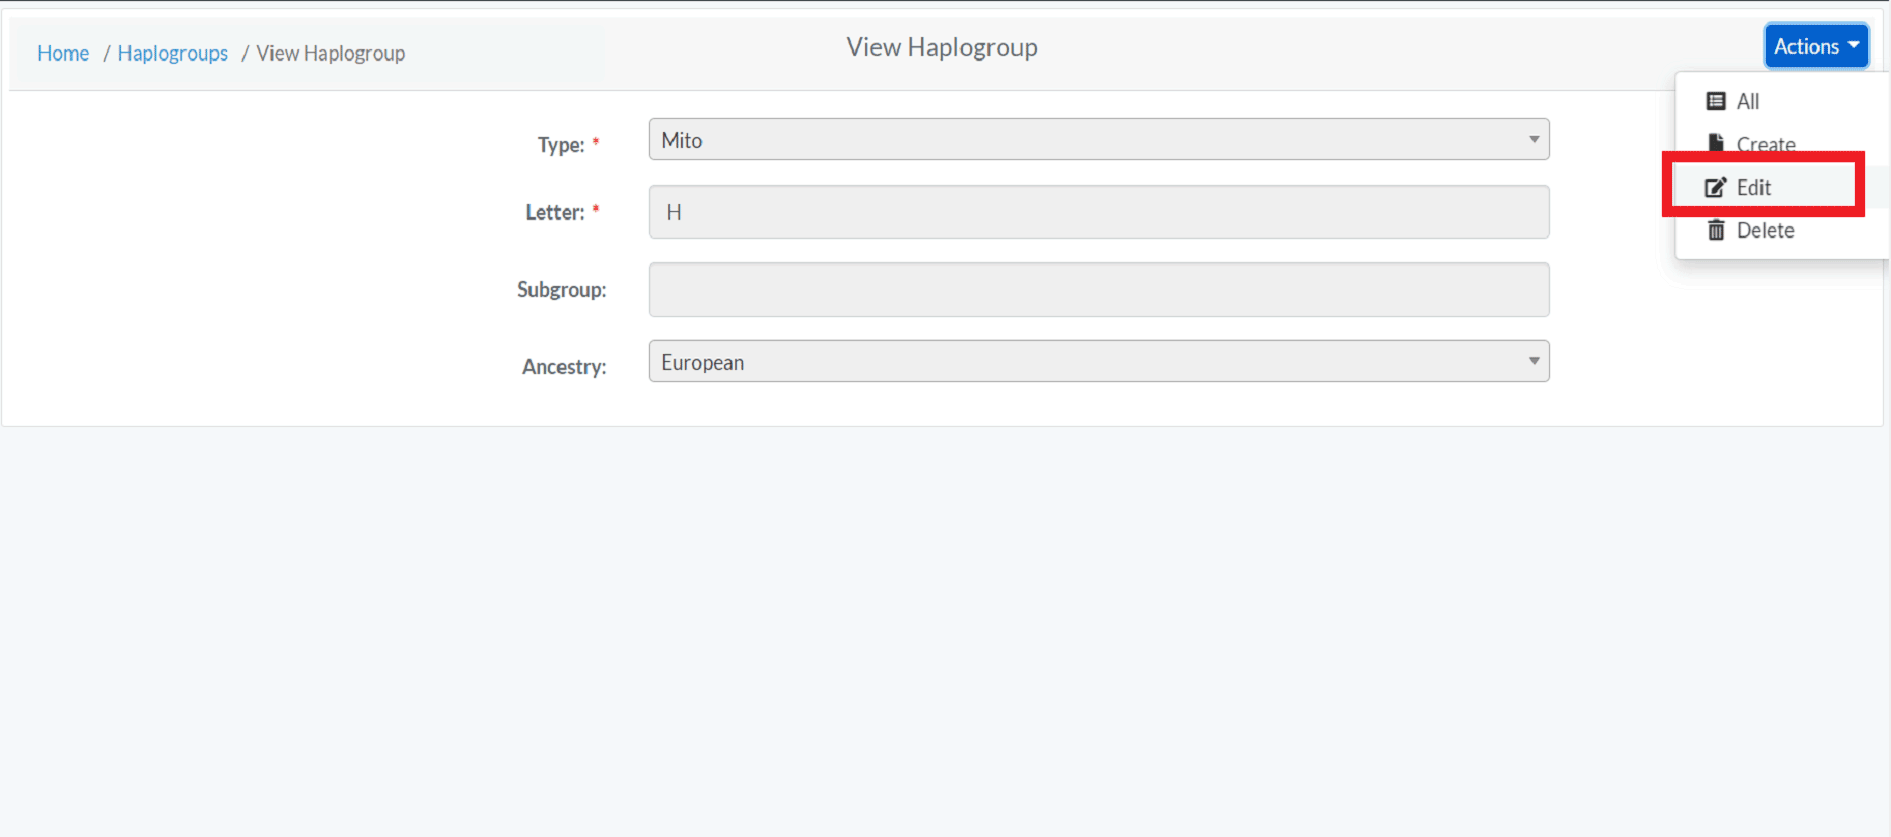 Home / Haplogroups / View Haplogroup
View Haplogroup
Actions
All
Create
Edit
Delete
Type: *
Mito
Letter: *
H
Subgroup:
Ancestry:
European